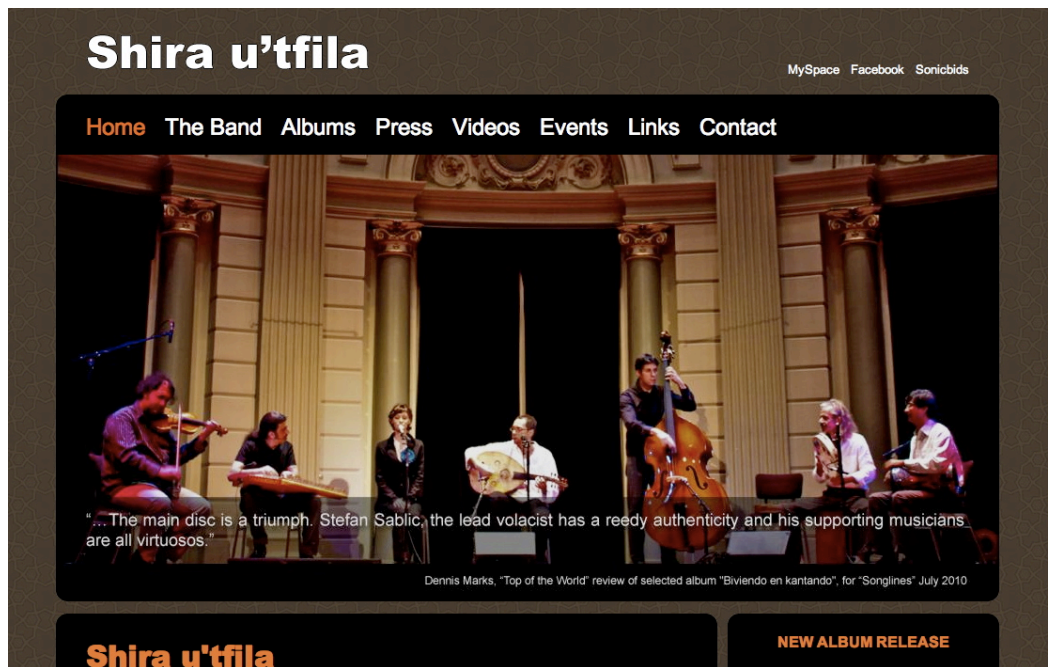 Shira u’tfila
MySpace Facebook Sonicbids
Home The Band Albums Press Videos Events Links Contact
“…The main disc is a triumph. Stefan Sablic, the lead volacist has a reedy authenticity and his supporting musicians
are all virtuosos.”
Dennis Marks, “Top of the World” review of selected album "Biviendo en kantando", for “Songlines” July 2010
Shira u'tfila
NEW ALBUM RELEASE